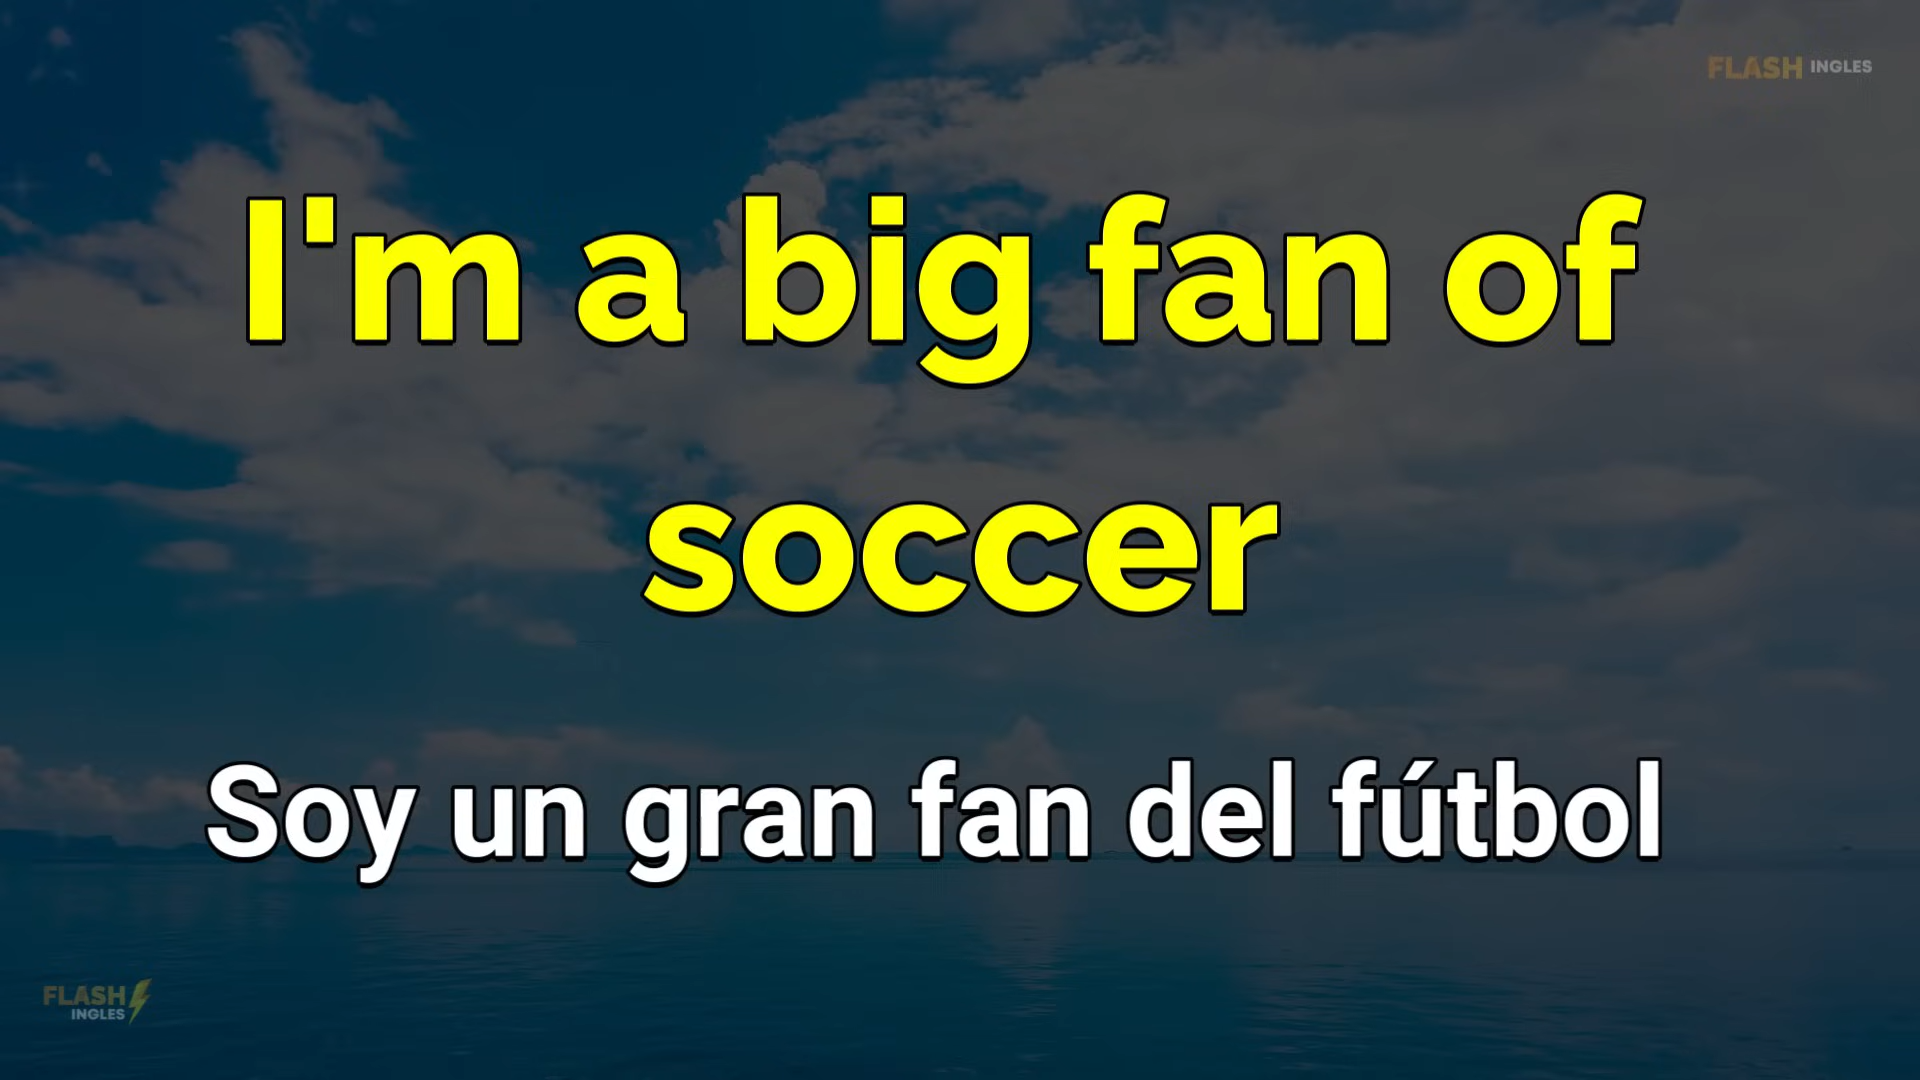 FLASH INGLES
I'm a big fan of
soccer
Soy un gran fan del fútbol
FLASH
INGLES